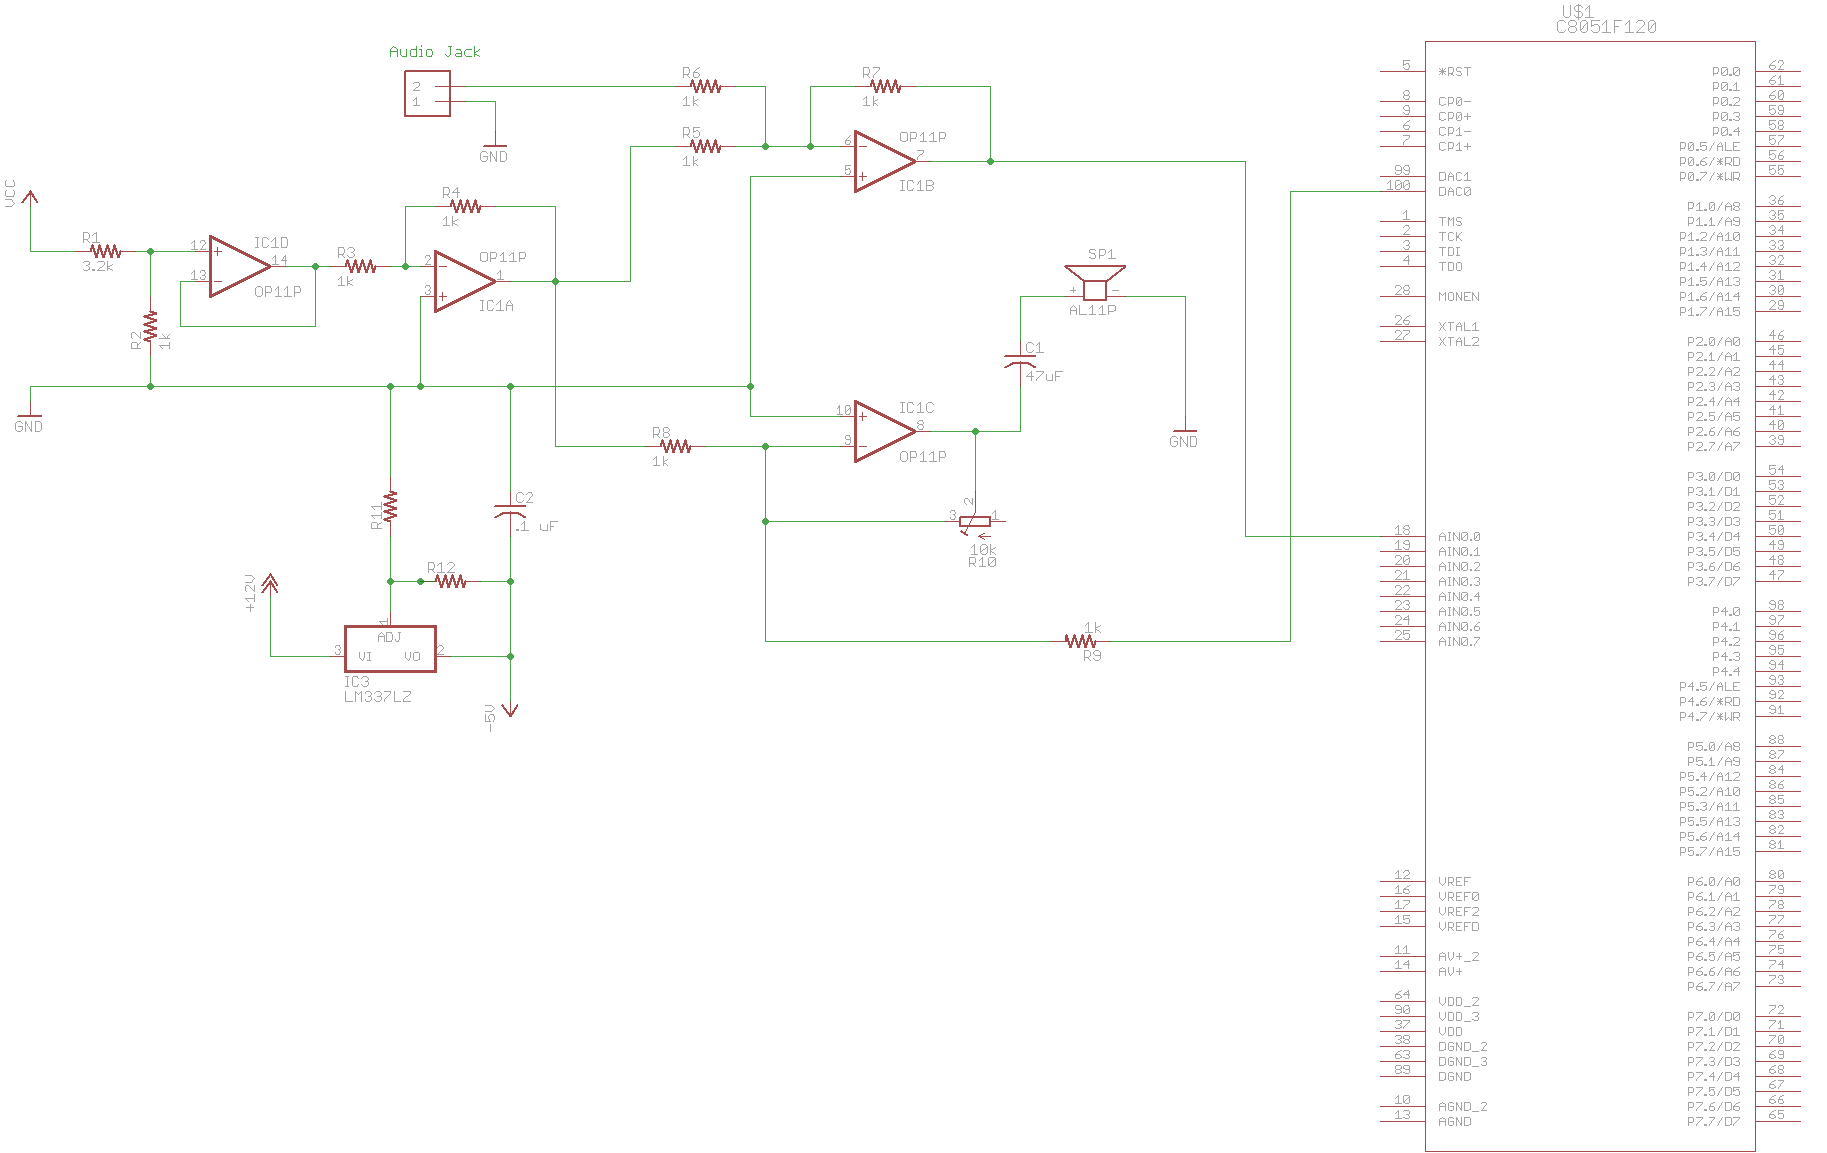 U$1
C8051F120
Audio Jack
2
1
GND
R6
1k
R5
1k
R7
1k
6
5
7
OP11P
IC1B
VCC
R1
3.2k
R2
1k
12
13
14
IC1D
OP11P
R3
1k
R4
1k
2
3
1
OP11P
IC1A
GND
SP1
AL11P
C1
47uF
GND
10
9
8
IC1C
OP11P
R8
1k
3
2
1
10k
R10
1k
R9
R11
C2
.1 uF
R12
+12V
1
ADJ
3
VI
VO
2
IC3
LM337LZ
-5V
5 *RST
8 CP0-
9 CP0+
6 CP1-
7 CP1+
99 DAC1
100 DAC0
1 TMS
2 TCK
3 TDI
4 TDO
28 MONEN
26 XTAL1
27 XTAL2
18 AIN0.0
19 AIN0.1
20 AIN0.2
21 AIN0.3
22 AIN0.4
23 AIN0.5
24 AIN0.6
25 AIN0.7
12 VREF
16 VREF0
17 VREF2
15 VREFD
11 AV+_2
14 AV+
64 VDD_2
90 VDD_3
37 VDD
38 DGND_2
63 DGND_3
89 DGND
10 AGND_2
13 AGND
P0.0 62
P0.1 61
P0.2 60
P0.3 59
P0.4 58
P0.5/ALE 57
P0.6/*RD 56
P0.7/*WR 55
P1.0/A8 36
P1.1/A9 35
P1.2/A10 34
P1.3/A11 33
P1.4/A12 32
P1.5/A13 31
P1.6/A14 30
P1.7/A15 29
P2.0/A0 46
P2.1/A1 45
P2.2/A2 44
P2.3/A3 43
P2.4/A4 42
P2.5/A5 41
P2.6/A6 40
P2.7/A7 39
P3.0/D0 54
P3.1/D1 53
P3.2/D2 52
P3.3/D3 51
P3.4/D4 50
P3.5/D5 49
P3.6/D6 48
P3.7/D7 47
P4.0 98
P4.1 97
P4.2 96
P4.3 95
P4.4 94
P4.5/ALE 93
P4.6/*RD 92
P4.7/*WR 91
P5.0/A8 88
P5.1/A9 87
P5.4/A12 84
P5.2/A10 86
P5.3/A11 85
P5.5/A13 83
P5.6/A14 82
P5.7/A15 81
P6.0/A0 80
P6.1/A1 79
P6.2/A2 78
P6.3/A3 77
P6.4/A4 76
P6.5/A5 75
P6.6/A6 74
P6.7/A7 73
P7.0/D0 72
P7.1/D1 71
P7.2/D2 70
P7.3/D3 69
P7.4/D4 68
P7.5/D5 67
P7.6/D6 66
P7.7/D7 65